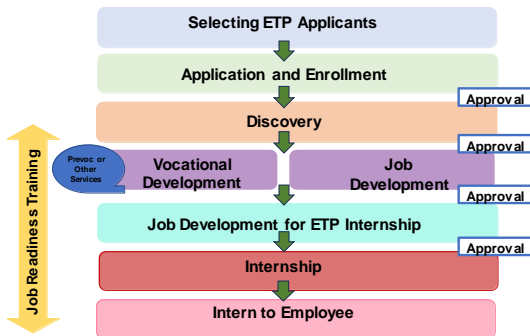 Selecting ETP Applicants
Application and Enrollment
Approval
Discovery
Approval
Prevoc or
Other
Services
Vocational
Development
Job
Development
Approval
Job Development for ETP Internship
Approval
Internship
Intern to Employee
Job Readiness Training